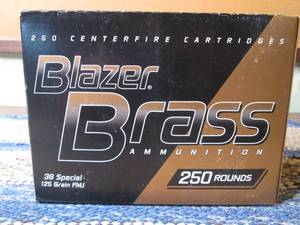 250 CENTERFIRE CARTRIDGES
Blazer®
Brass
AMMUNITION
38 Special
125 Grain FMJ
250 ROUNDS